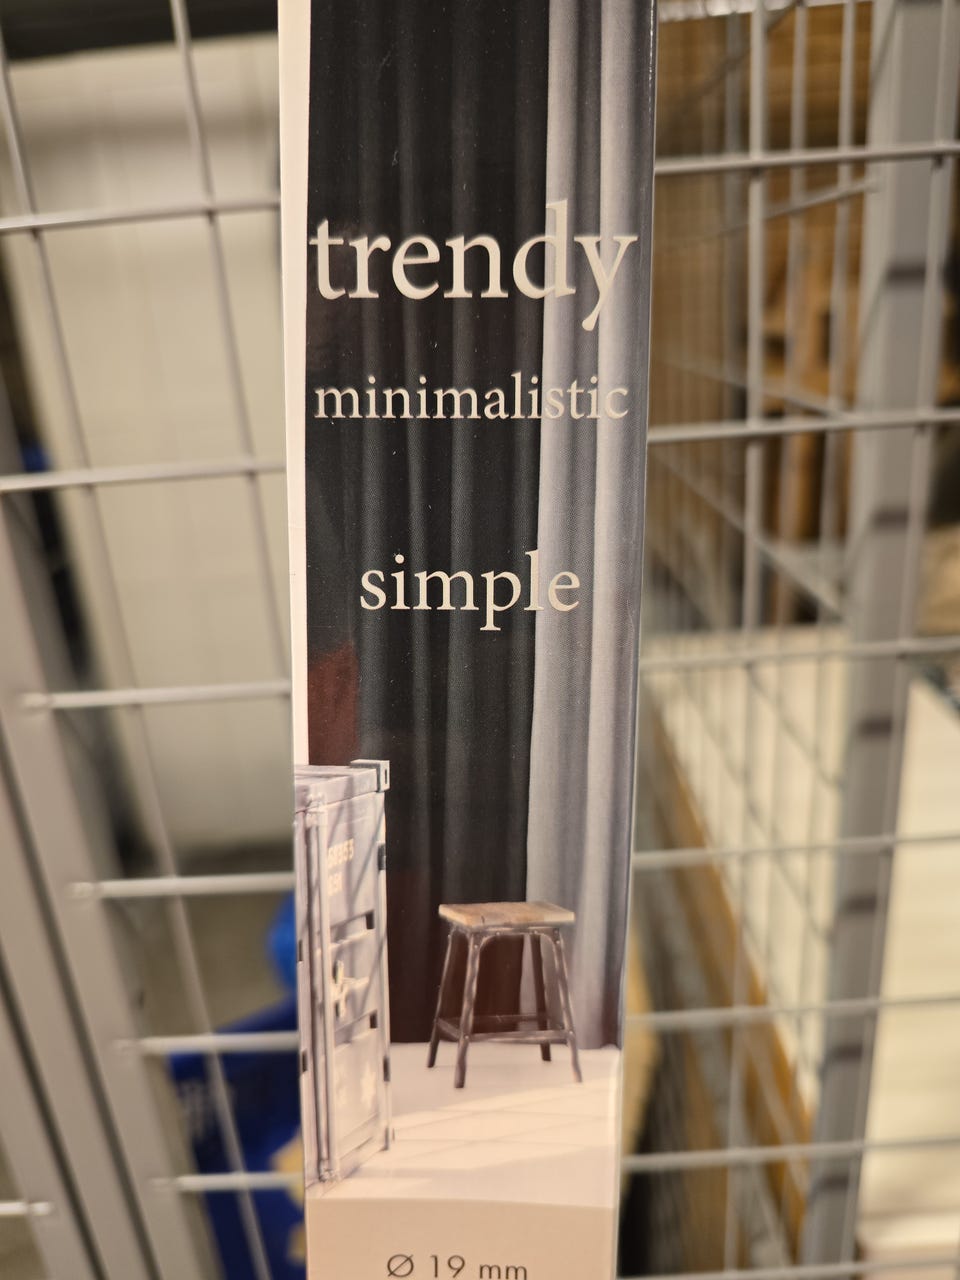 trendy
minimalistic
simple
Ø 19 mm